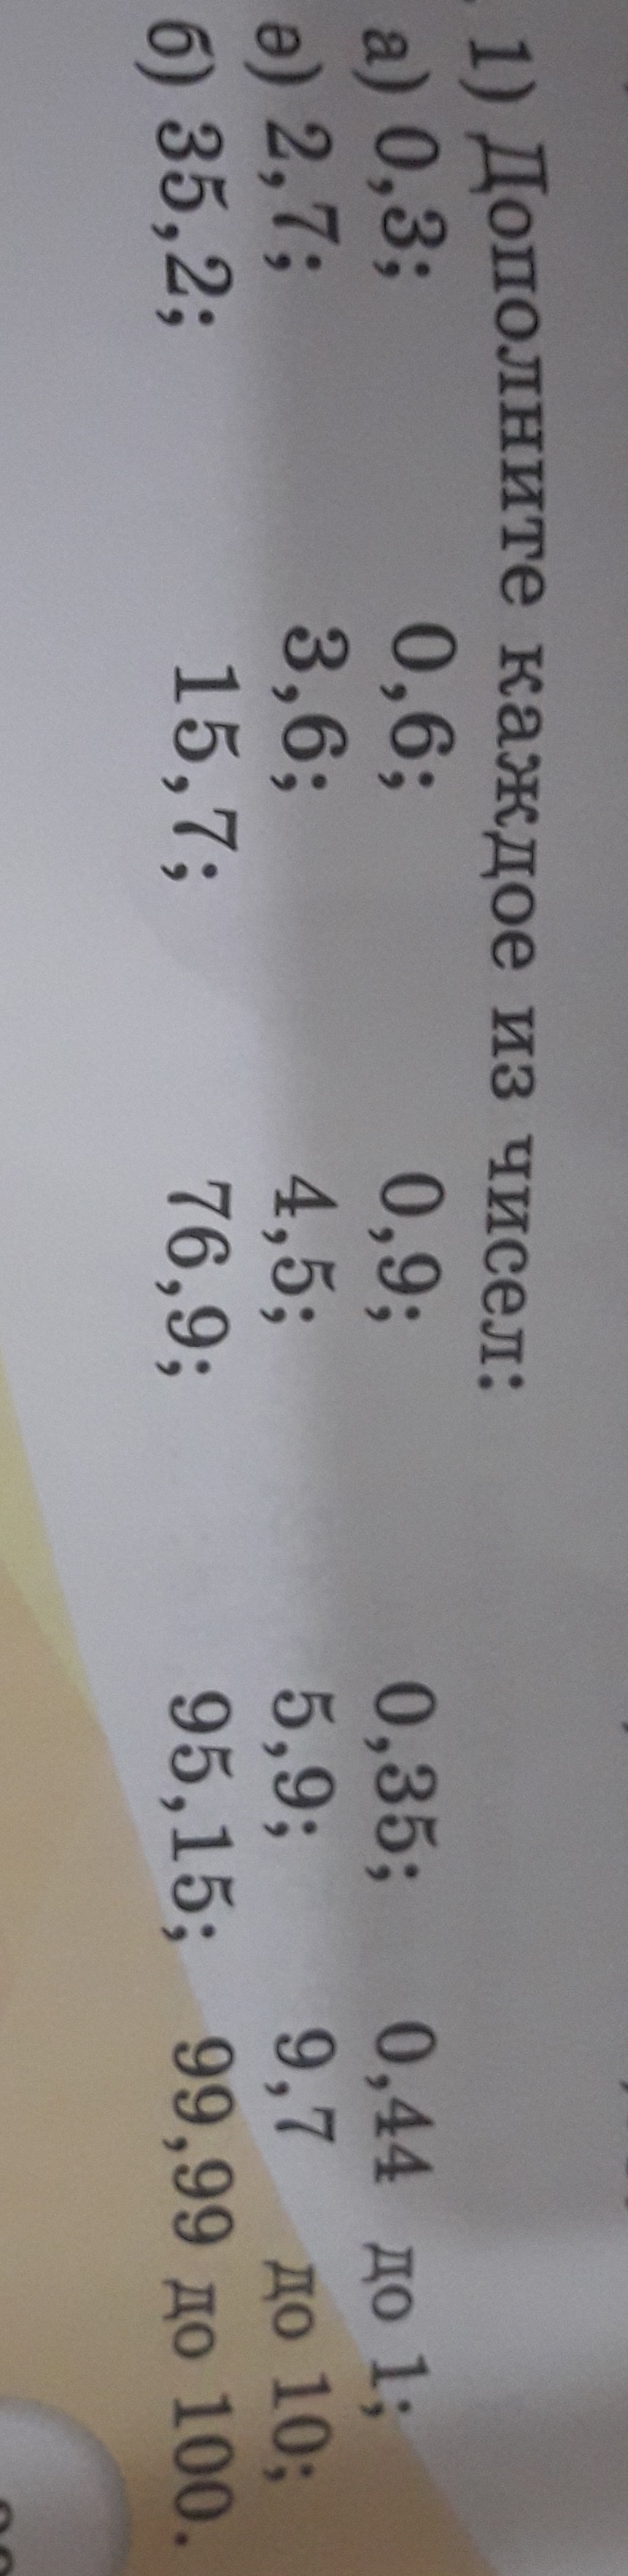 1) Дополните каждое из чисел:
а) 0,3; 0,6; 0,9; 0,35; 0,44 до 1;
ә) 2,7; 3,6; 4,5; 5,9; 9,7 до 10;
б) 35,2; 15,7; 76,9; 95,15; 99,99 до 100.